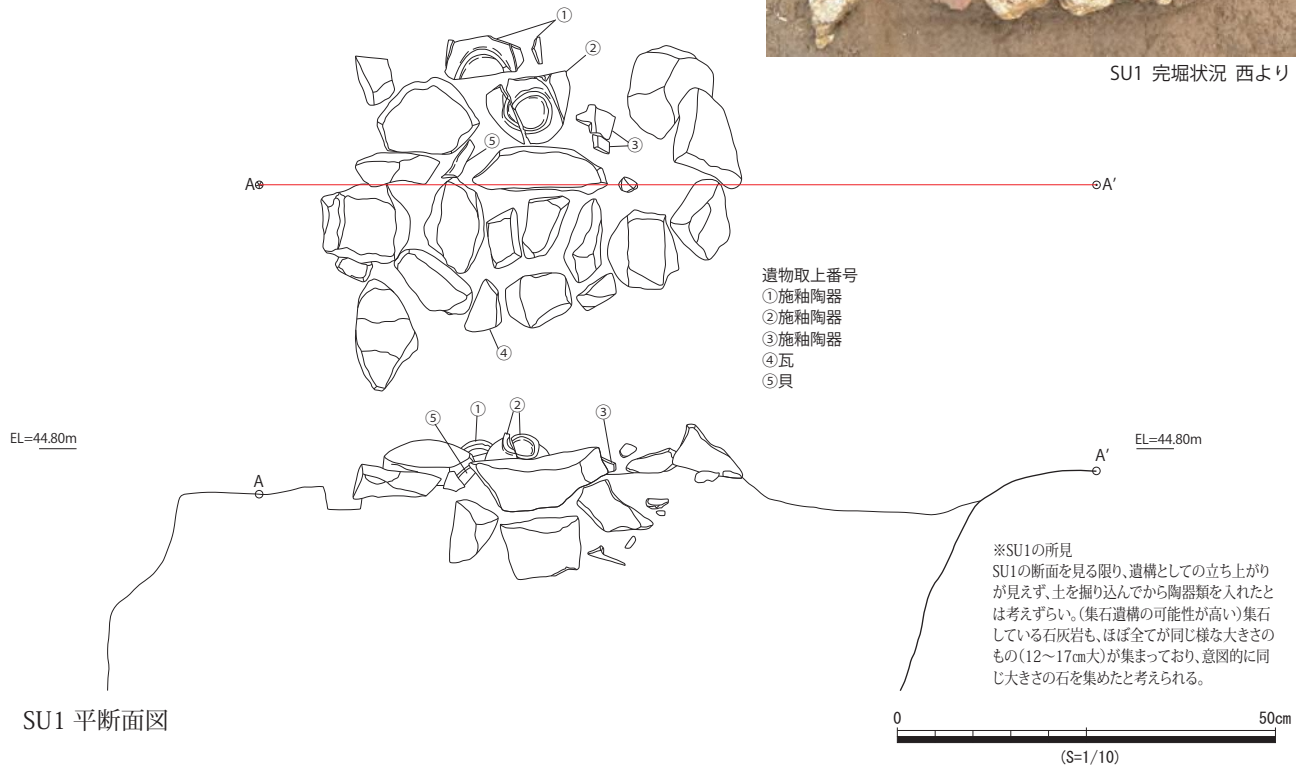 SU1 完堀状況 西より
①
②
⑤
③
A
A’
④
遺物取上番号
①施釉陶器
②施釉陶器
③施釉陶器
④瓦
⑤貝
EL=44.80m
⑤
①
②
③
A
EL=44.80m
A’
※SU1の所見
SU1の断面を見る限り、遺構としての立ち上がり
が見えず、土を掘り込んでから陶器類を入れたと
は考えずらい。(集石遺構の可能性が高い)集石
している石灰岩も、ほぼ全てが同じ様な大きさの
もの(12～17㎝大)が集まっており、意図的に同
じ大きさの石を集めたと考えられる。
SU1 平断面図
0
50cm
(S=1/10)